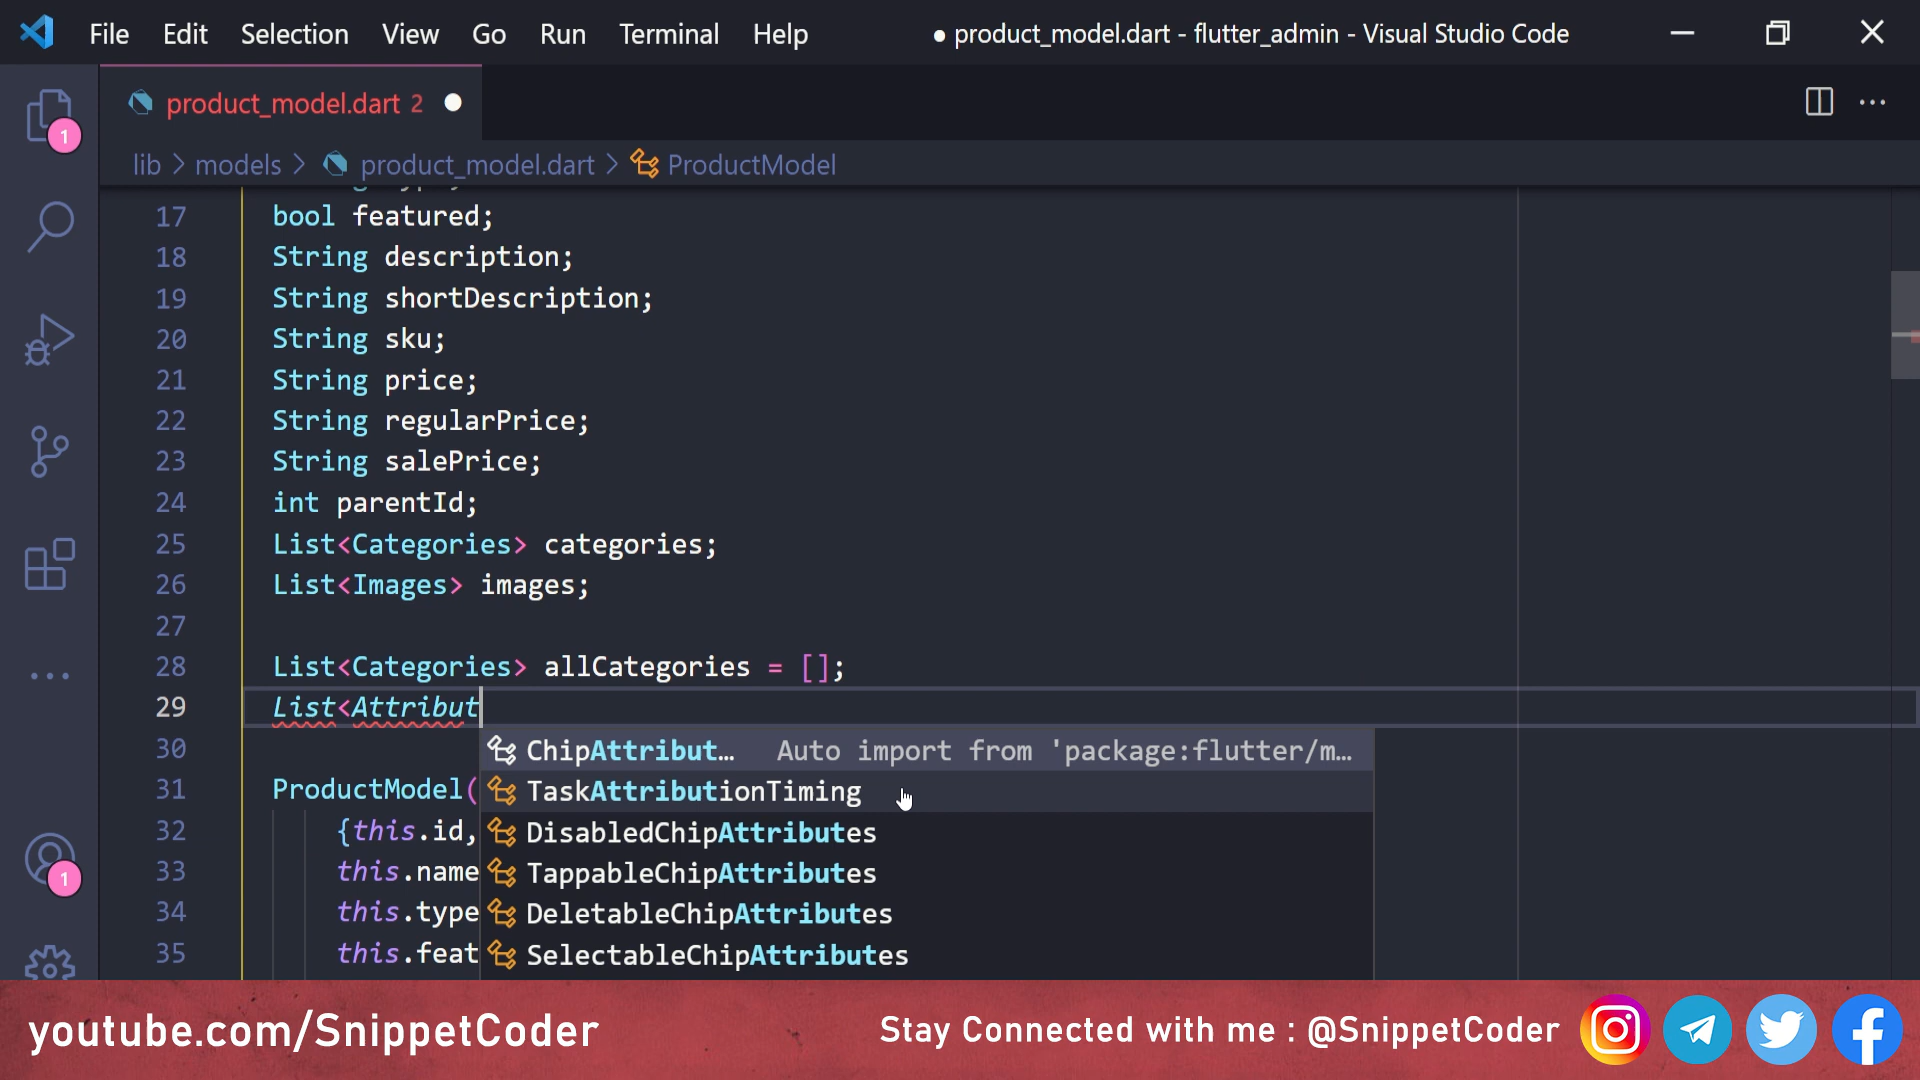 File Edit Selection View Go Run Terminal Help ● product_model.dart - flutter_admin - Visual Studio Code
product_model.dart 2
lib > models > product_model.dart > ProductModel
17 bool featured;
18 String description;
19 String shortDescription;
20 String sku;
21 String price;
22 String regularPrice;
23 String salePrice;
24 int parentId;
25 List<Categories> categories;
26 List<Images> images;
27
28 List<Categories> allCategories = [];
29 List<Attribut
30 ChipAttribut… Auto import from 'package:flutter/m…
31 ProductModel( TaskAttributionTiming
32 {this.id, DisabledChipAttributes
33 this.name TappableChipAttributes
34 this.type DeletableChipAttributes
35 this.feat SelectableChipAttributes
1
1
youtube.com/SnippetCoder
Stay Connected with me : @SnippetCoder